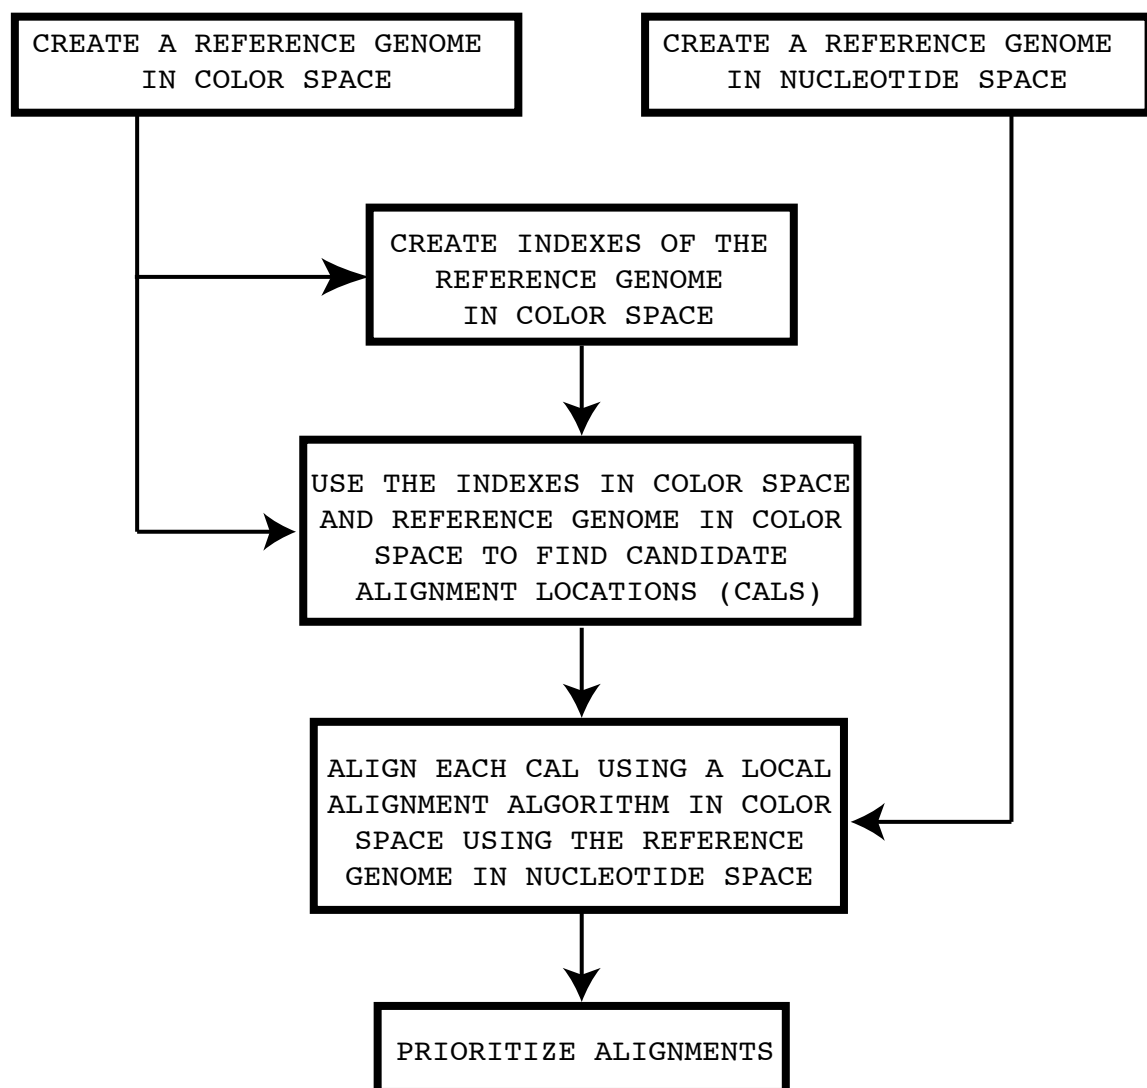 CREATE A REFERENCE GENOME
IN COLOR SPACE
CREATE A REFERENCE GENOME
IN NUCLEOTIDE SPACE
CREATE INDEXES OF THE
REFERENCE GENOME
IN COLOR SPACE
USE THE INDEXES IN COLOR SPACE
AND REFERENCE GENOME IN COLOR
SPACE TO FIND CANDIDATE
ALIGNMENT LOCATIONS (CALS)
ALIGN EACH CAL USING A LOCAL
ALIGNMENT ALGORITHM IN COLOR
SPACE USING THE REFERENCE
GENOME IN NUCLEOTIDE SPACE
PRIORITIZE ALIGNMENTS